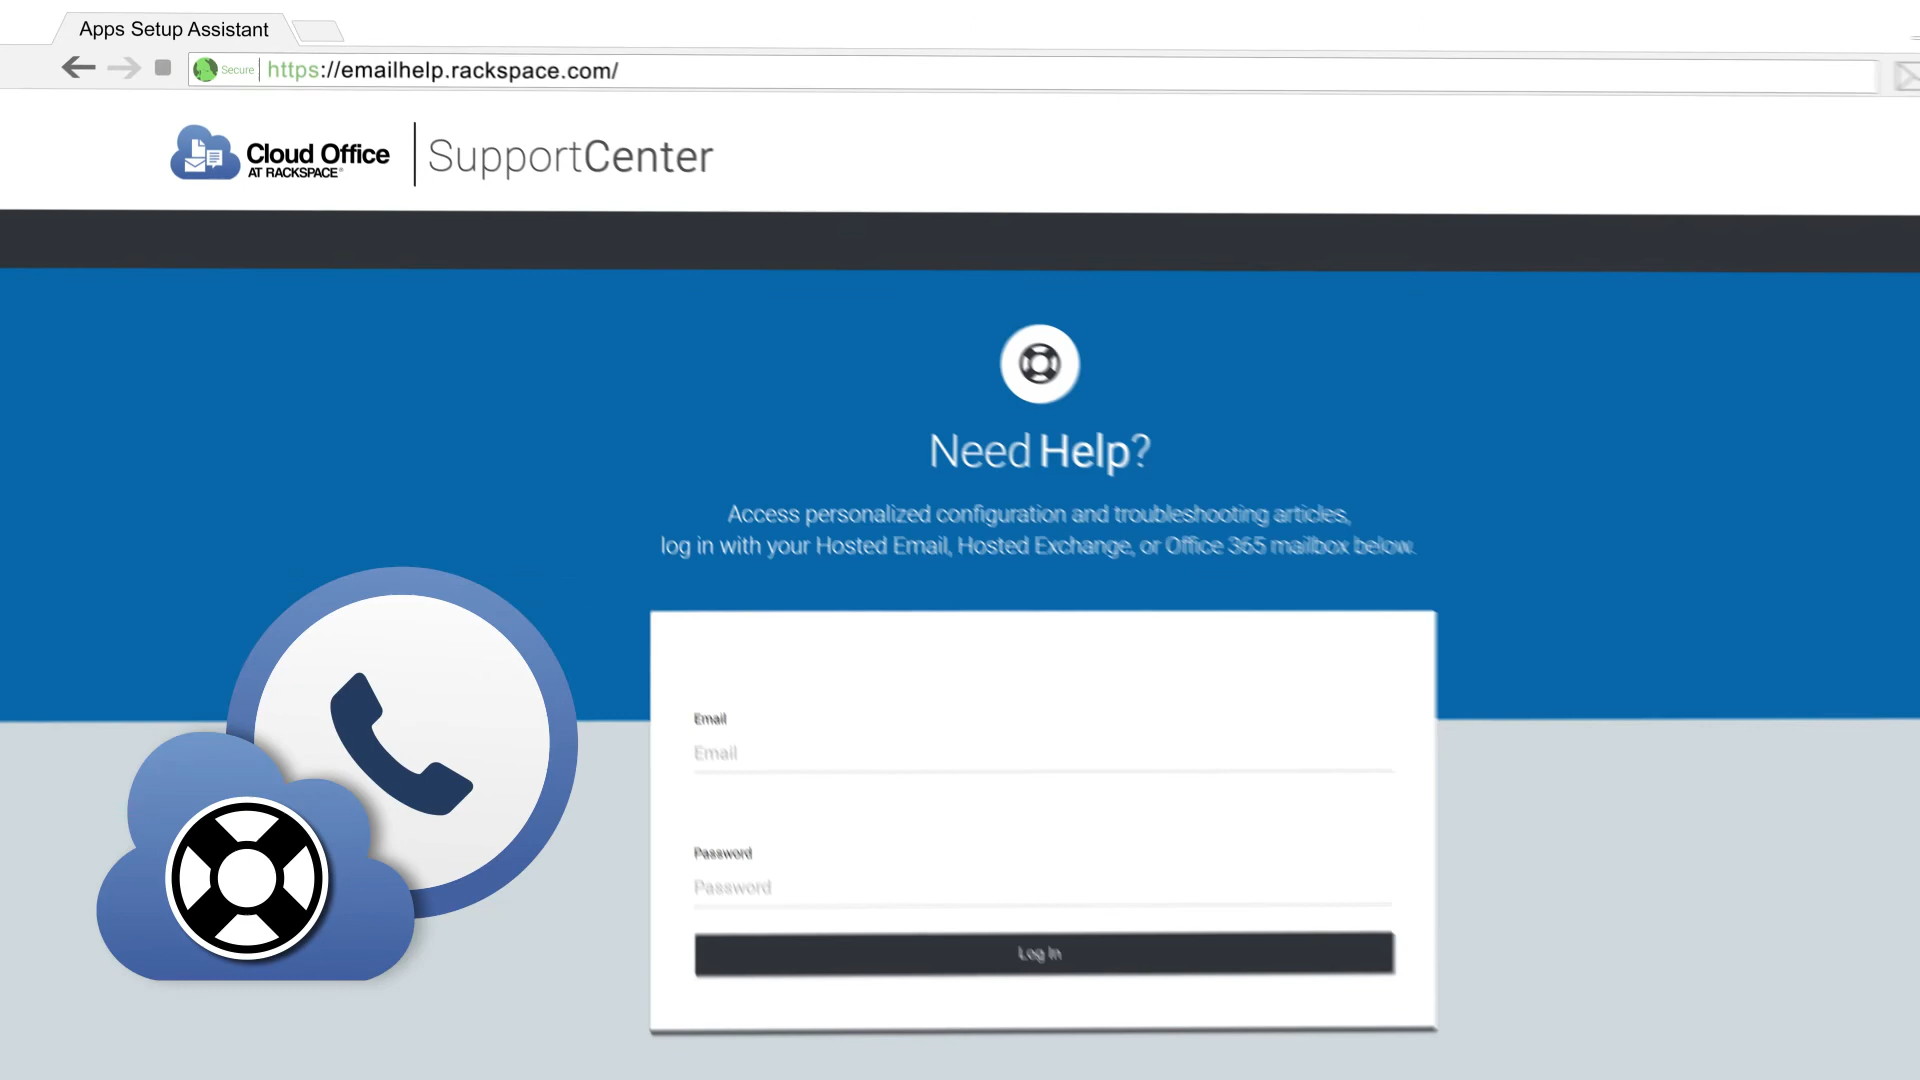 Apps Setup Assistant
Secure https://emailhelp.rackspace.com/
Cloud Office
AT RACKSPACE®
SupportCenter
Need Help?
Access personalized configuration and troubleshooting articles,
log in with your Hosted Email, Hosted Exchange, or Office 365 mailbox below.
Email
Email
Password
Password
Log In